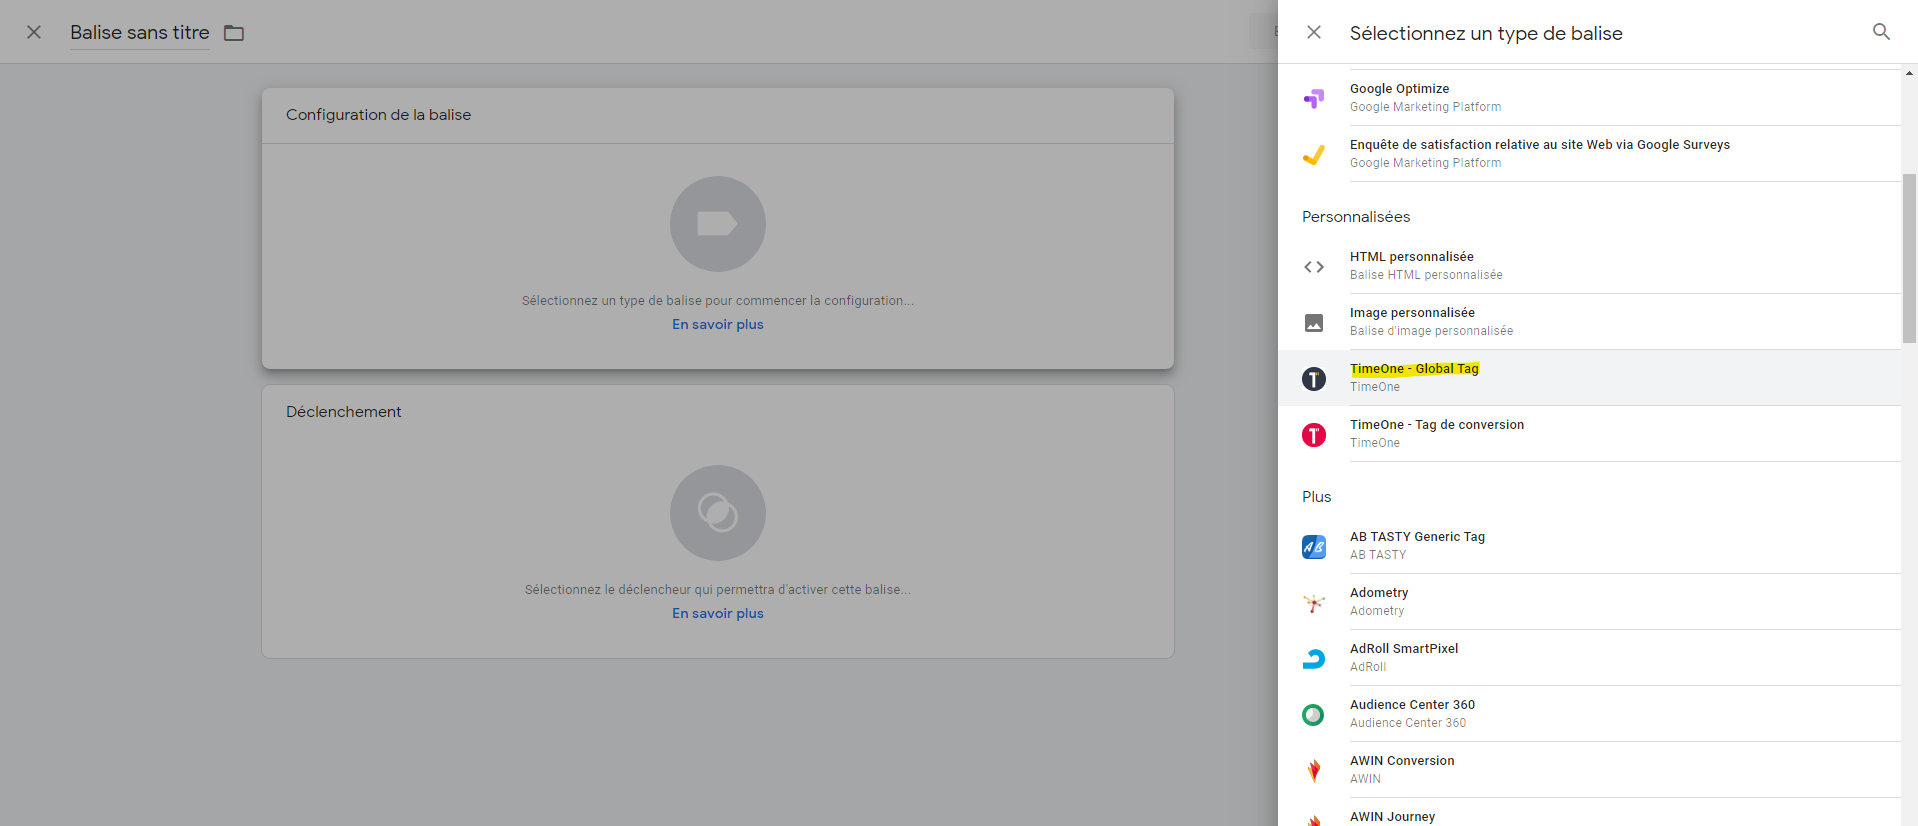 Balise sans titre
Configuration de la balise
Sélectionnez un type de balise pour commencer la configuration...
En savoir plus
Déclenchement
Sélectionnez le déclencheur qui permettra d'activer cette balise...
En savoir plus
Sélectionnez un type de balise
Google Optimize
Google Marketing Platform
Enquête de satisfaction relative au site Web via Google Surveys
Google Marketing Platform
Personnalisées
HTML personnalisée
Balise HTML personnalisée
Image personnalisée
Balise d'image personnalisée
TimeOne - Global Tag
TimeOne
TimeOne - Tag de conversion
TimeOne
Plus
AB TASTY Generic Tag
AB TASTY
Adometry
Adometry
AdRoll SmartPixel
AdRoll
Audience Center 360
Audience Center 360
AWIN Conversion
AWIN
AWIN Journey